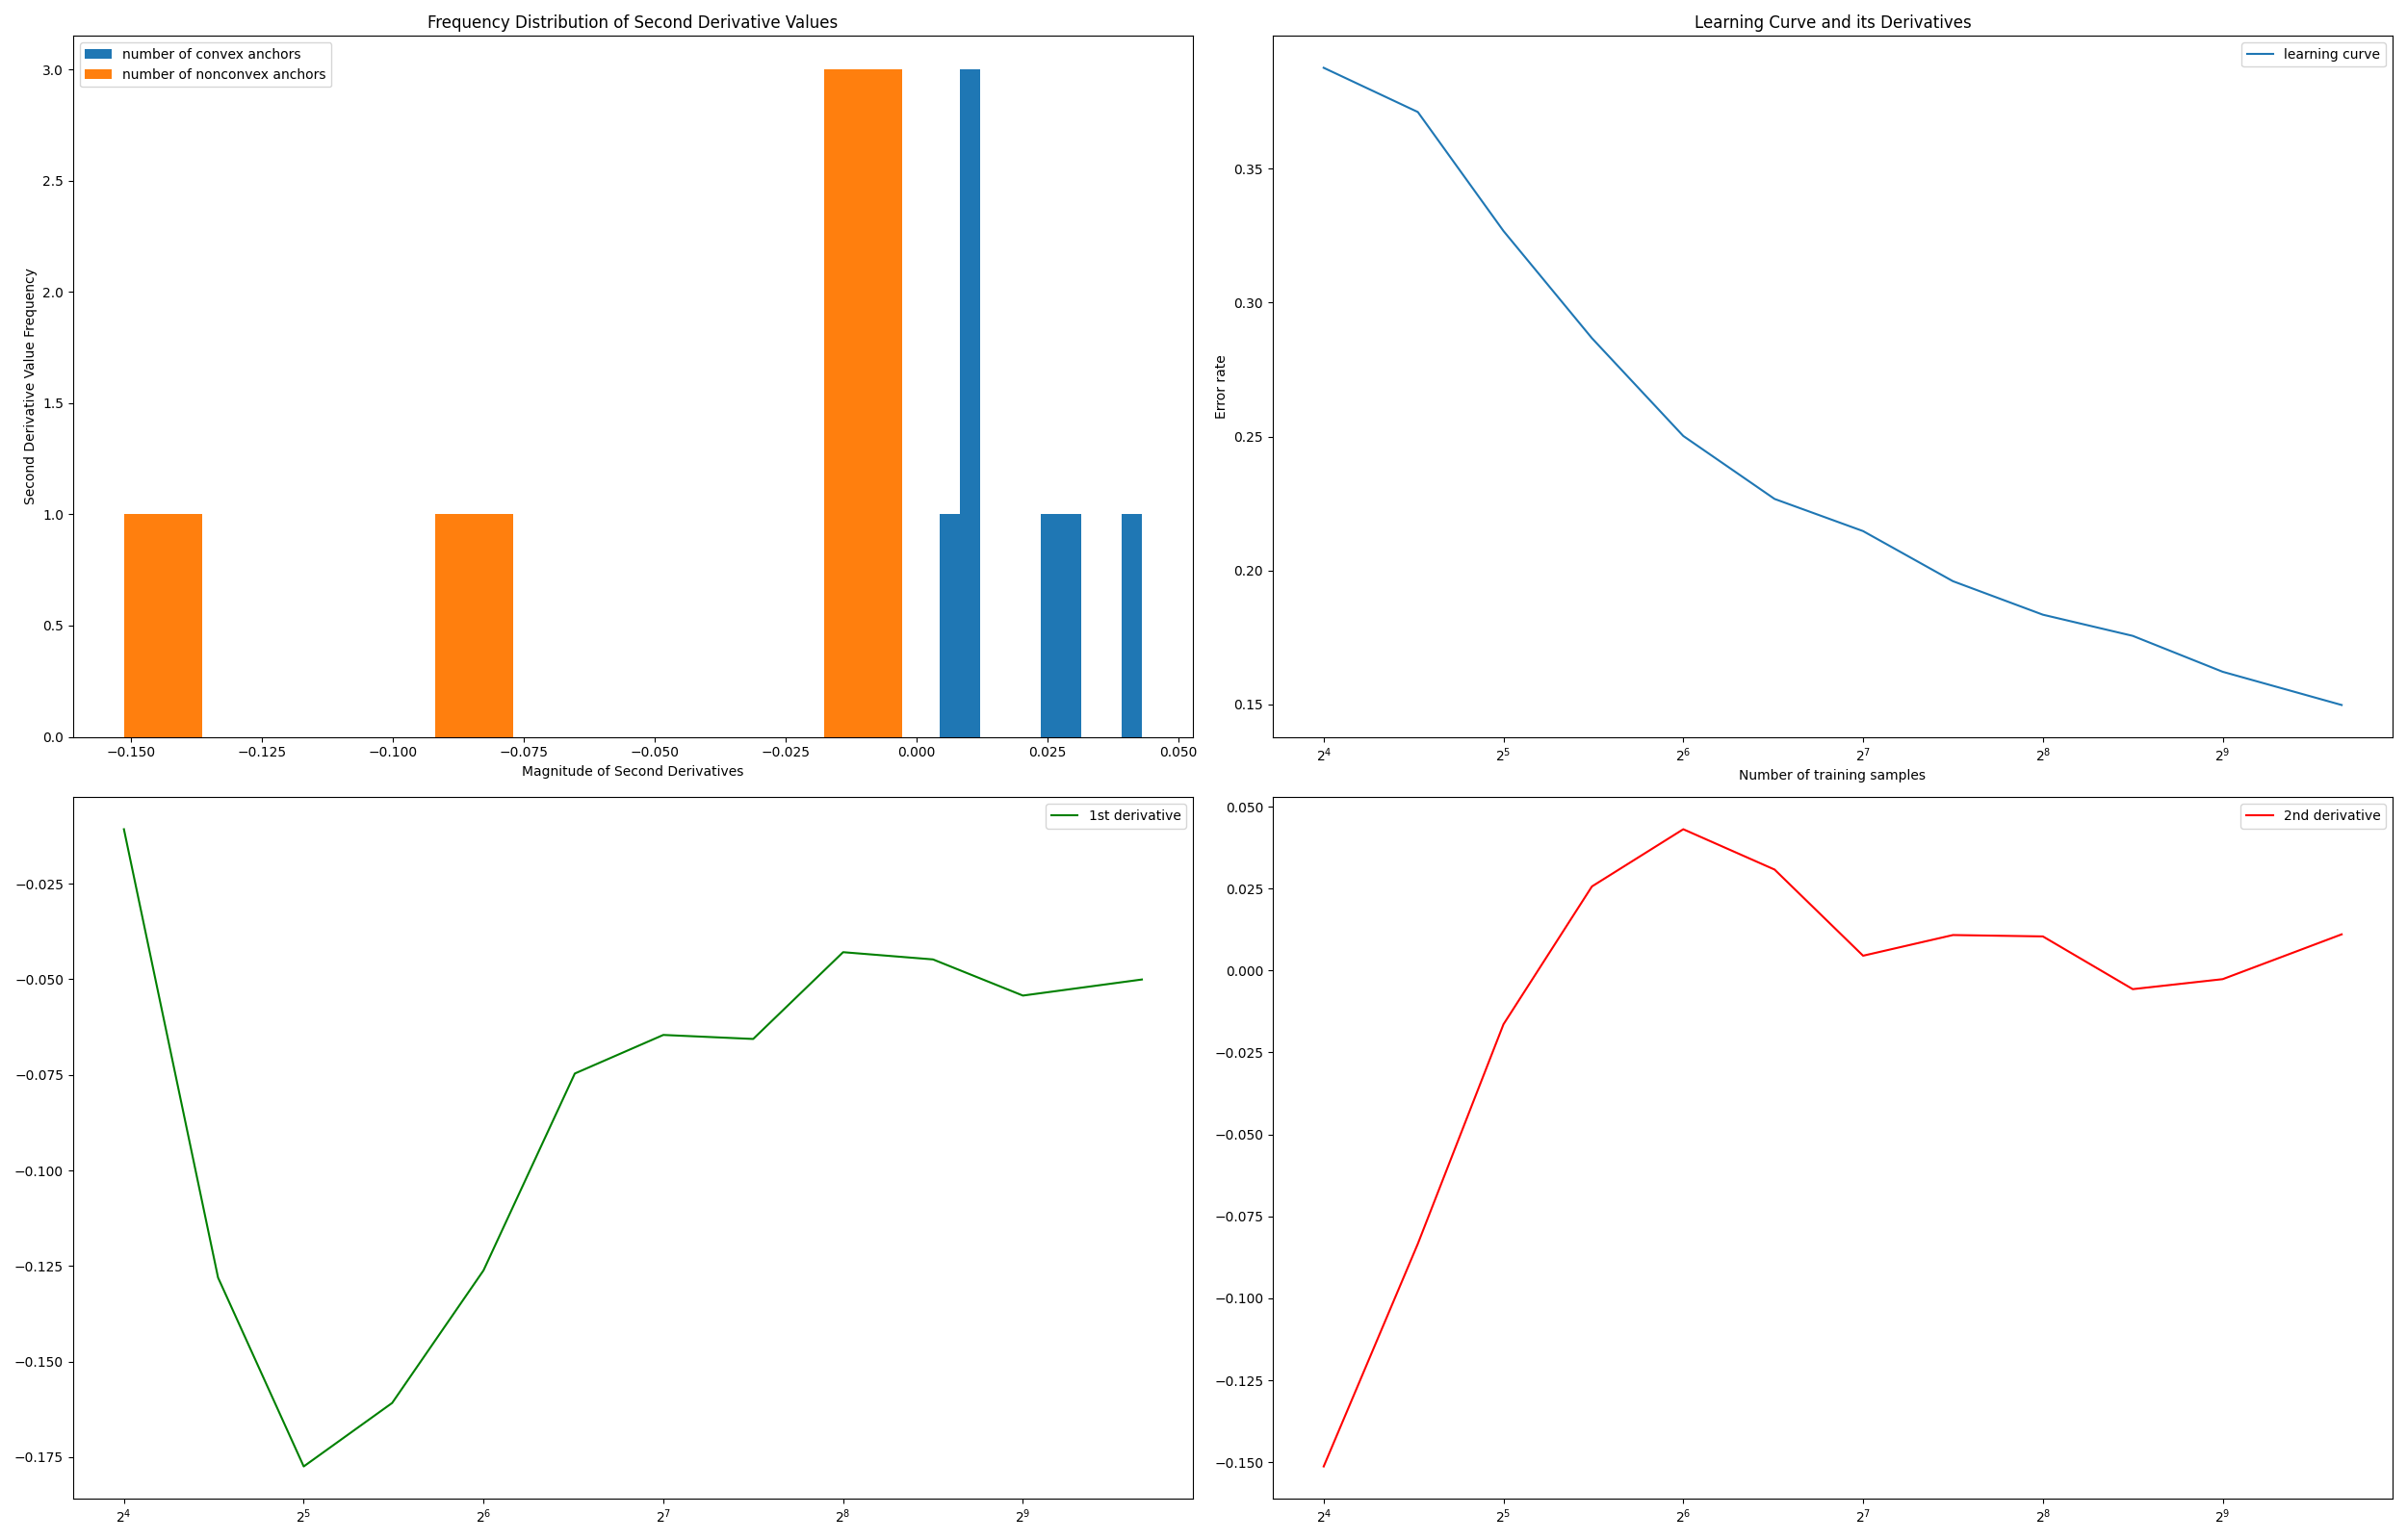 Frequency Distribution of Second Derivative Values
number of convex anchors
number of nonconvex anchors
3.0
2.5
2.0
1.5
1.0
0.5
0.0
Second Derivative Value Frequency
−0.150 −0.125 −0.100 −0.075 −0.050 −0.025 0.000 0.025 0.050
Magnitude of Second Derivatives
Learning Curve and its Derivatives
learning curve
0.35
0.30
0.25
0.20
0.15
Error rate
2⁴ 2⁵ 2⁶ 2⁷ 2⁸ 2⁹
Number of training samples
1st derivative
−0.025
−0.050
−0.075
−0.100
−0.125
−0.150
−0.175
2⁴ 2⁵ 2⁶ 2⁷ 2⁸ 2⁹
2nd derivative
0.050
0.025
0.000
−0.025
−0.050
−0.075
−0.100
−0.125
−0.150
2⁴ 2⁵ 2⁶ 2⁷ 2⁸ 2⁹